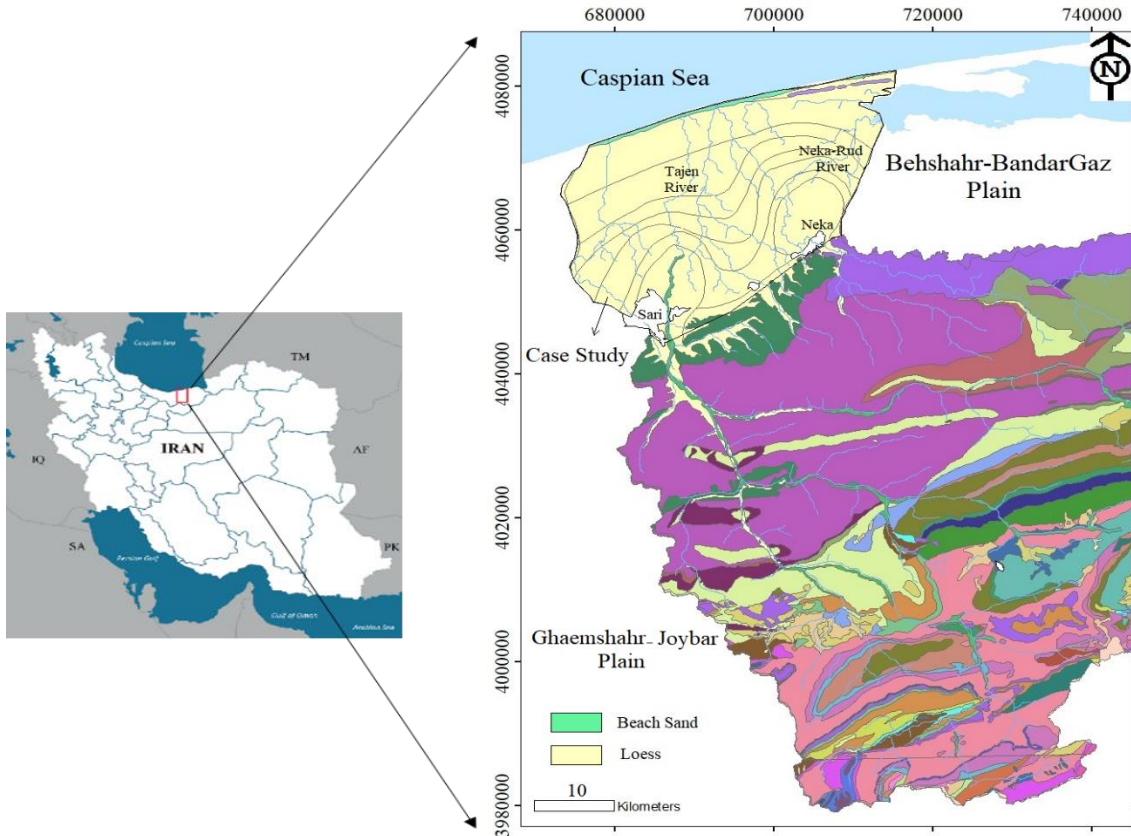 680000
700000
720000
740000
4080000
4060000
4040000
4020000
4000000
3980000
N
Caspian Sea
Neka-Rud
River
Tajen
River
Behshahr-BandarGaz
Plain
Neka
Sari
Case Study
Ghaemshahr-Joybar
Plain
Beach Sand
Loess
10
Kilometers
Caspian Sea
TM
IRAN
AF
IQ
PK
SA
Persian Gulf
Gulf of Oman
Arabian Sea